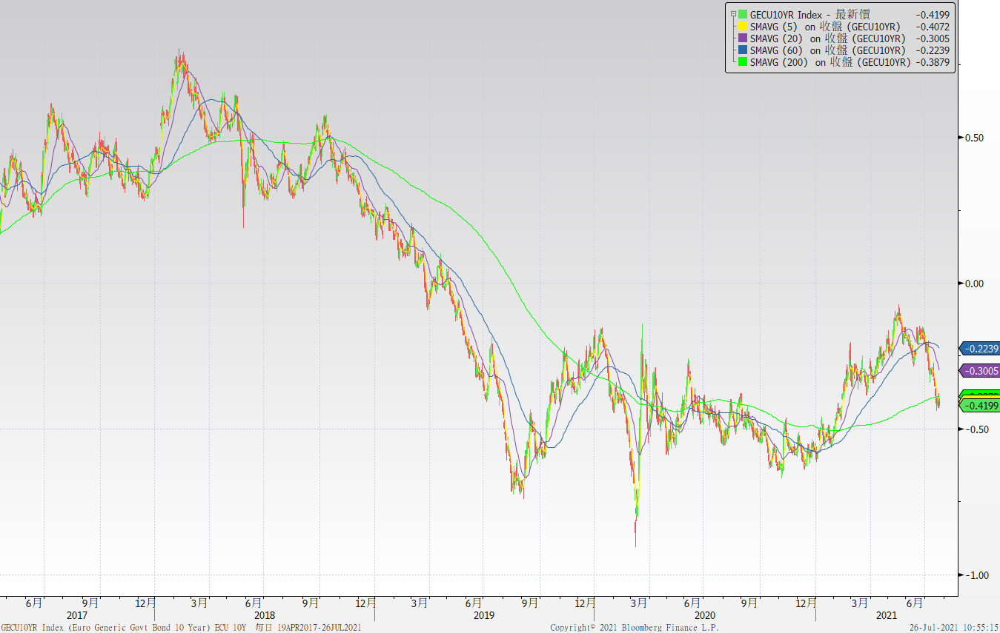 GECU10YR Index - 最新價 -0.4199
SMAVG (5) on 收盤 (GECU10YR) -0.4072
SMAVG (20) on 收盤 (GECU10YR) -0.3005
SMAVG (60) on 收盤 (GECU10YR) -0.2239
SMAVG (200) on 收盤 (GECU10YR) -0.3879
0.50
0.00
-0.2239
-0.3005
-0.4199
-0.50
-1.00
6月 9月 12月 3月 6月 9月 12月 3月 6月 9月 12月 3月 6月 9月 12月 3月 6月
2017 2018 2019 2020 2021
GECU10YR Index (Euro Generic Govt Bond 10 Year) ECU 10Y 每日 19APR2017-26JUL2021 Copyright© 2021 Bloomberg Finance L.P. 26-Jul-2021 10:55:15